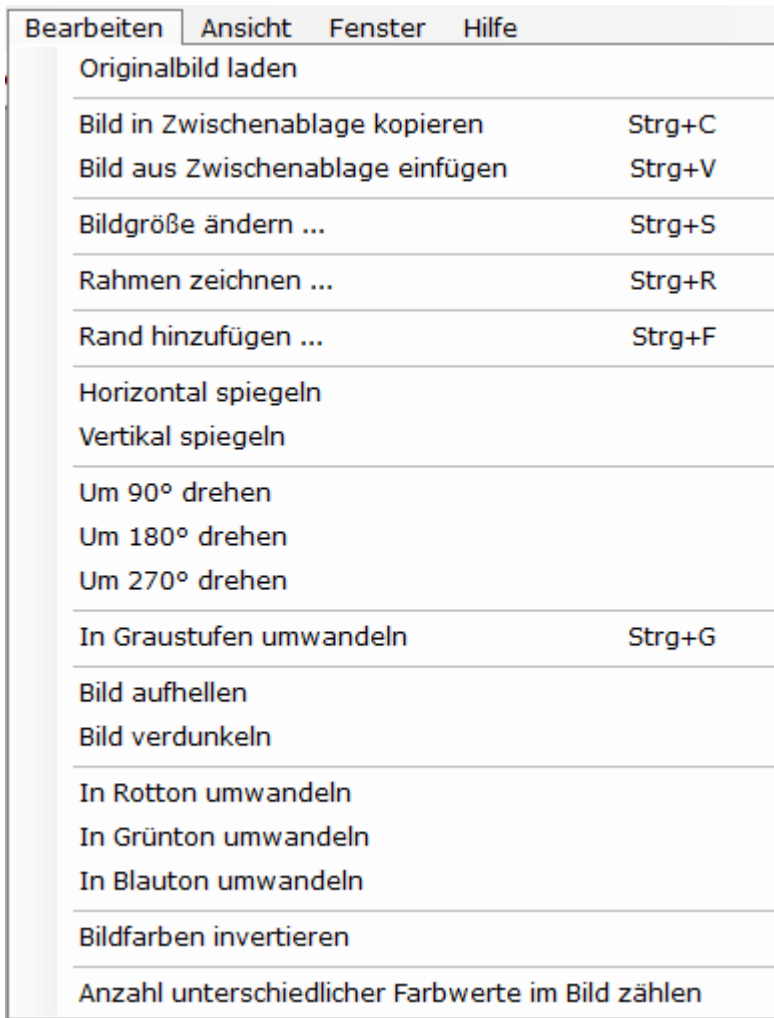 Bearbeiten Ansicht Fenster Hilfe
Originalbild laden
Bild in Zwischenablage kopieren Strg+C
Bild aus Zwischenablage einfügen Strg+V
Bildgröße ändern ... Strg+S
Rahmen zeichnen ... Strg+R
Rand hinzufügen ... Strg+F
Horizontal spiegeln
Vertikal spiegeln
Um 90° drehen
Um 180° drehen
Um 270° drehen
In Graustufen umwandeln Strg+G
Bild aufhellen
Bild verdunkeln
In Rotton umwandeln
In Grünton umwandeln
In Blauton umwandeln
Bildfarben invertieren
Anzahl unterschiedlicher Farbwerte im Bild zählen